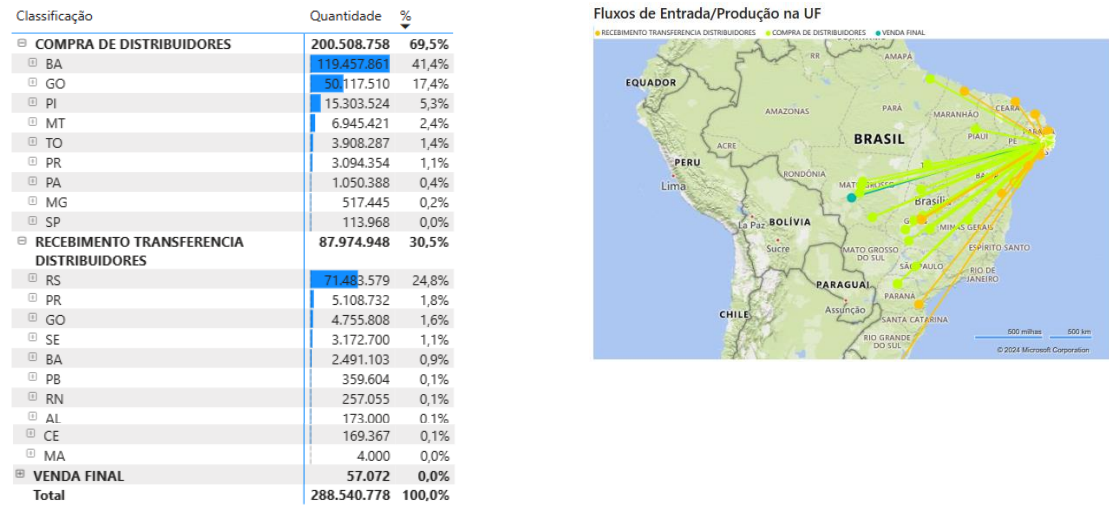 Classificação Quantidade %
COMPRA DE DISTRIBUIDORES 200.508.758 69,5%
BA 119.457.861 41,4%
GO 50.117.510 17,4%
PI 15.303.524 5,3%
MT 6.945.421 2,4%
TO 3.908.287 1,4%
PR 3.094.354 1,1%
PA 1.050.388 0,4%
MG 517.445 0,2%
SP 113.968 0,0%
RECEBIMENTO TRANSFERENCIA 87.974.948 30,5%
DISTRIBUIDORES
RS 71.483.579 24,8%
PR 5.108.732 1,8%
GO 4.755.808 1,6%
SE 3.172.700 1,1%
BA 2.491.103 0,9%
PB 359.604 0,1%
RN 257.055 0,1%
AL 173.000 0,1%
CE 169.367 0,1%
MA 4.000 0,0%
VENDA FINAL 57.072 0,0%
Total 288.540.778 100,0%
Fluxos de Entrada/Produção na UF
RECEBIMENTO TRANSFERENCIA DISTRIBUIDORES COMPRA DE DISTRIBUIDORES VENDA FINAL
RR
AMAPÁ
EQUADOR
AMAZONAS
PARÁ
MARANHÃO
CEARÁ
BRASIL
PIAUÍ
PE
ACRE
PERU
RONDÔNIA
Lima
Brasília
MINAS GERAIS
La Paz
BOLÍVIA
Sucre
ESPÍRITO SANTO
MATO GROSSO
DO SUL
SÃO PAULO
RIO DE
JANEIRO
PARAGUAI
PARANÁ
Assunção
CHILE
SANTA CATARINA
RIO GRANDE
DO SUL
500 milhas 500 km
© 2024 Microsoft Corporation